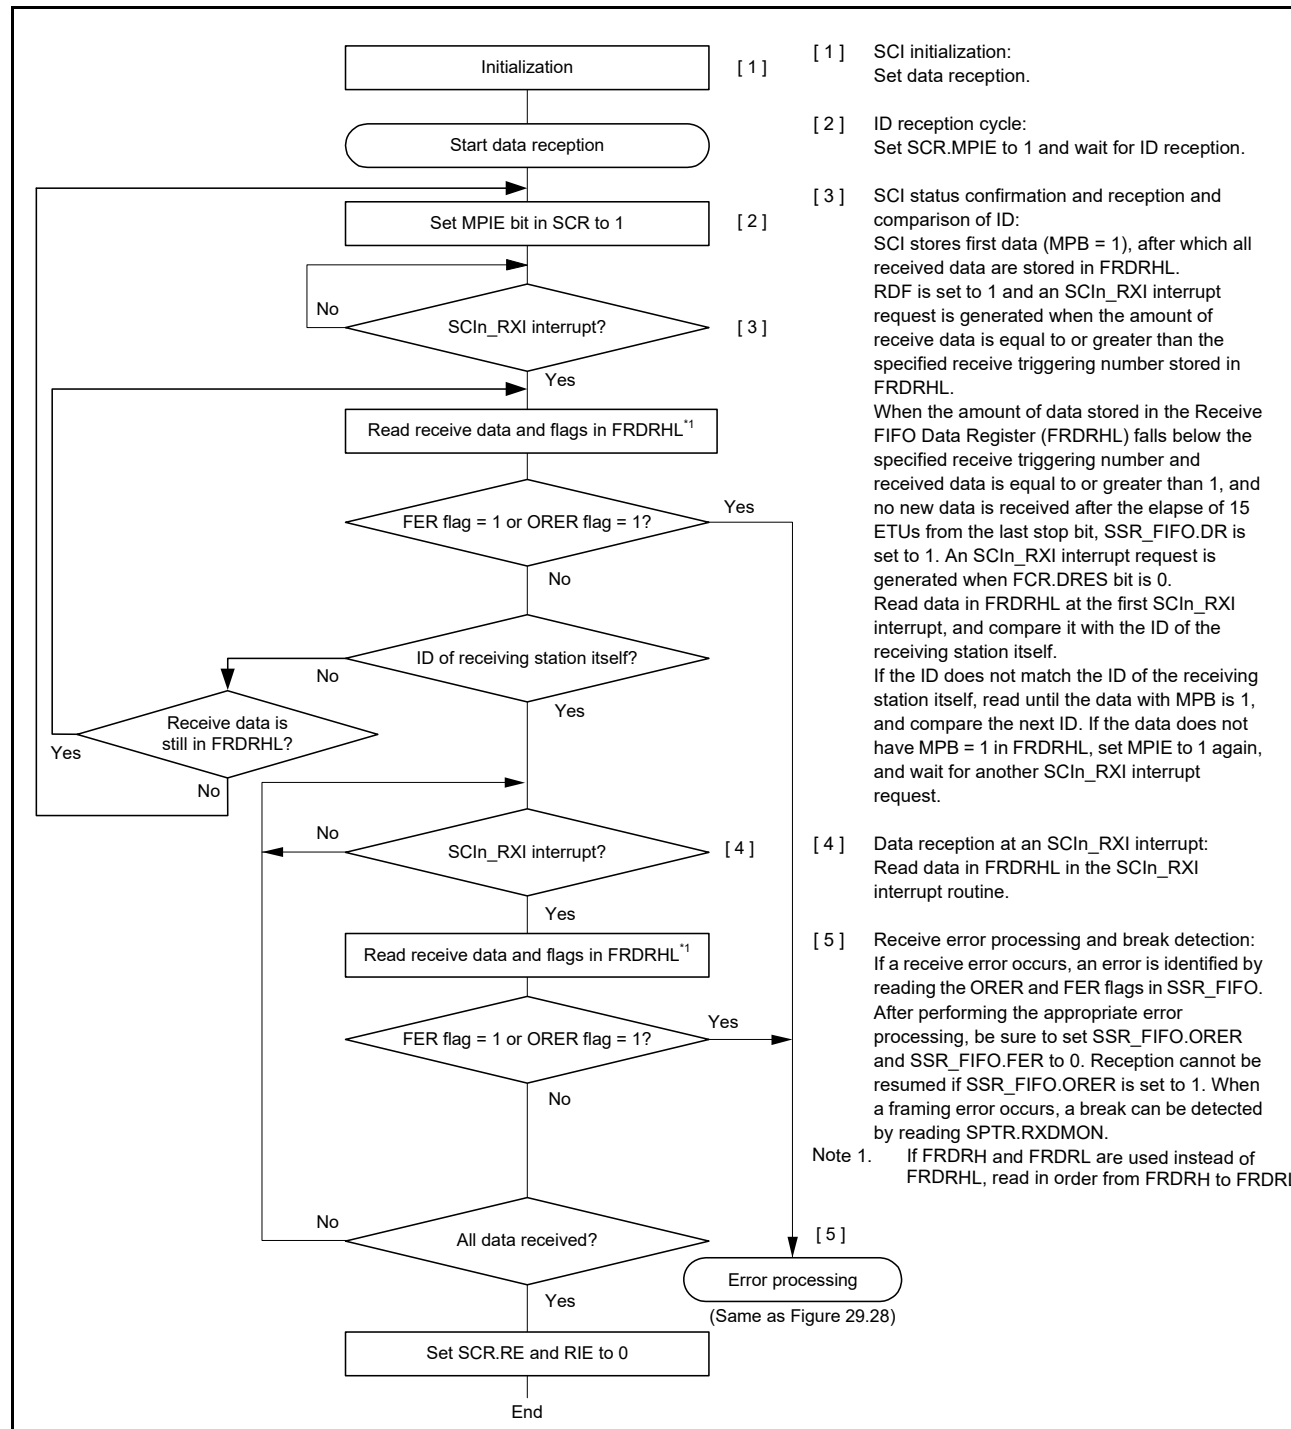 Initialization
[ 1 ]
Start data reception
Set MPIE bit in SCR to 1
[ 2 ]
No
SCIn_RXI interrupt?
[ 3 ]
Yes
Read receive data and flags in FRDRHL*1
FER flag = 1 or ORER flag = 1?
Yes
No
ID of receiving station itself?
No
Yes
Receive data is
still in FRDRHL?
Yes
No
No
SCIn_RXI interrupt?
[ 4 ]
Yes
Read receive data and flags in FRDRHL*1
FER flag = 1 or ORER flag = 1?
Yes
No
No
All data received?
Yes
[ 5 ]
Error processing
(Same as Figure 29.28)
Set SCR.RE and RIE to 0
End
[ 1 ] SCI initialization:
Set data reception.
[ 2 ] ID reception cycle:
Set SCR.MPIE to 1 and wait for ID reception.
[ 3 ] SCI status confirmation and reception and
comparison of ID:
SCI stores first data (MPB = 1), after which all
received data are stored in FRDRHL.
RDF is set to 1 and an SCIn_RXI interrupt
request is generated when the amount of
receive data is equal to or greater than the
specified receive triggering number stored in
FRDRHL.
When the amount of data stored in the Receive
FIFO Data Register (FRDRHL) falls below the
specified receive triggering number and
received data is equal to or greater than 1, and
no new data is received after the elapse of 15
ETUs from the last stop bit, SSR_FIFO.DR is
set to 1. An SCIn_RXI interrupt request is
generated when FCR.DRES bit is 0.
Read data in FRDRHL at the first SCIn_RXI
interrupt, and compare it with the ID of the
receiving station itself.
If the ID does not match the ID of the receiving
station itself, read until the data with MPB is 1,
and compare the next ID. If the data does not
have MPB = 1 in FRDRHL, set MPIE to 1 again,
and wait for another SCIn_RXI interrupt
request.
[ 4 ] Data reception at an SCIn_RXI interrupt:
Read data in FRDRHL in the SCIn_RXI
interrupt routine.
[ 5 ] Receive error processing and break detection:
If a receive error occurs, an error is identified by
reading the ORER and FER flags in SSR_FIFO.
After performing the appropriate error
processing, be sure to set SSR_FIFO.ORER
and SSR_FIFO.FER to 0. Reception cannot be
resumed if SSR_FIFO.ORER is set to 1. When
a framing error occurs, a break can be detected
by reading SPTR.RXDMON.
Note 1. If FRDRH and FRDRL are used instead of
FRDRHL, read in order from FRDRH to FRDRL